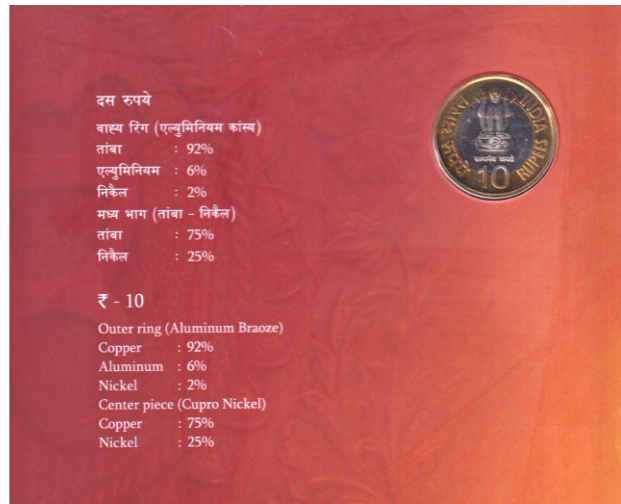 दस रुपये
वाह्य रिंग (एल्युमिनियम कांस्य)
तांबा : 92%
एल्युमिनियम : 6%
निकैल : 2%
मध्य भाग (तांबा - निकैल)
तांबा : 75%
निकैल : 25%
₹ - 10
Outer ring (Aluminum Braoze)
Copper : 92%
Aluminum : 6%
Nickel : 2%
Center piece (Cupro Nickel)
Copper : 75%
Nickel : 25%
भारत INDIA
सत्यमेव जयते
रुपये 10 RUPEES